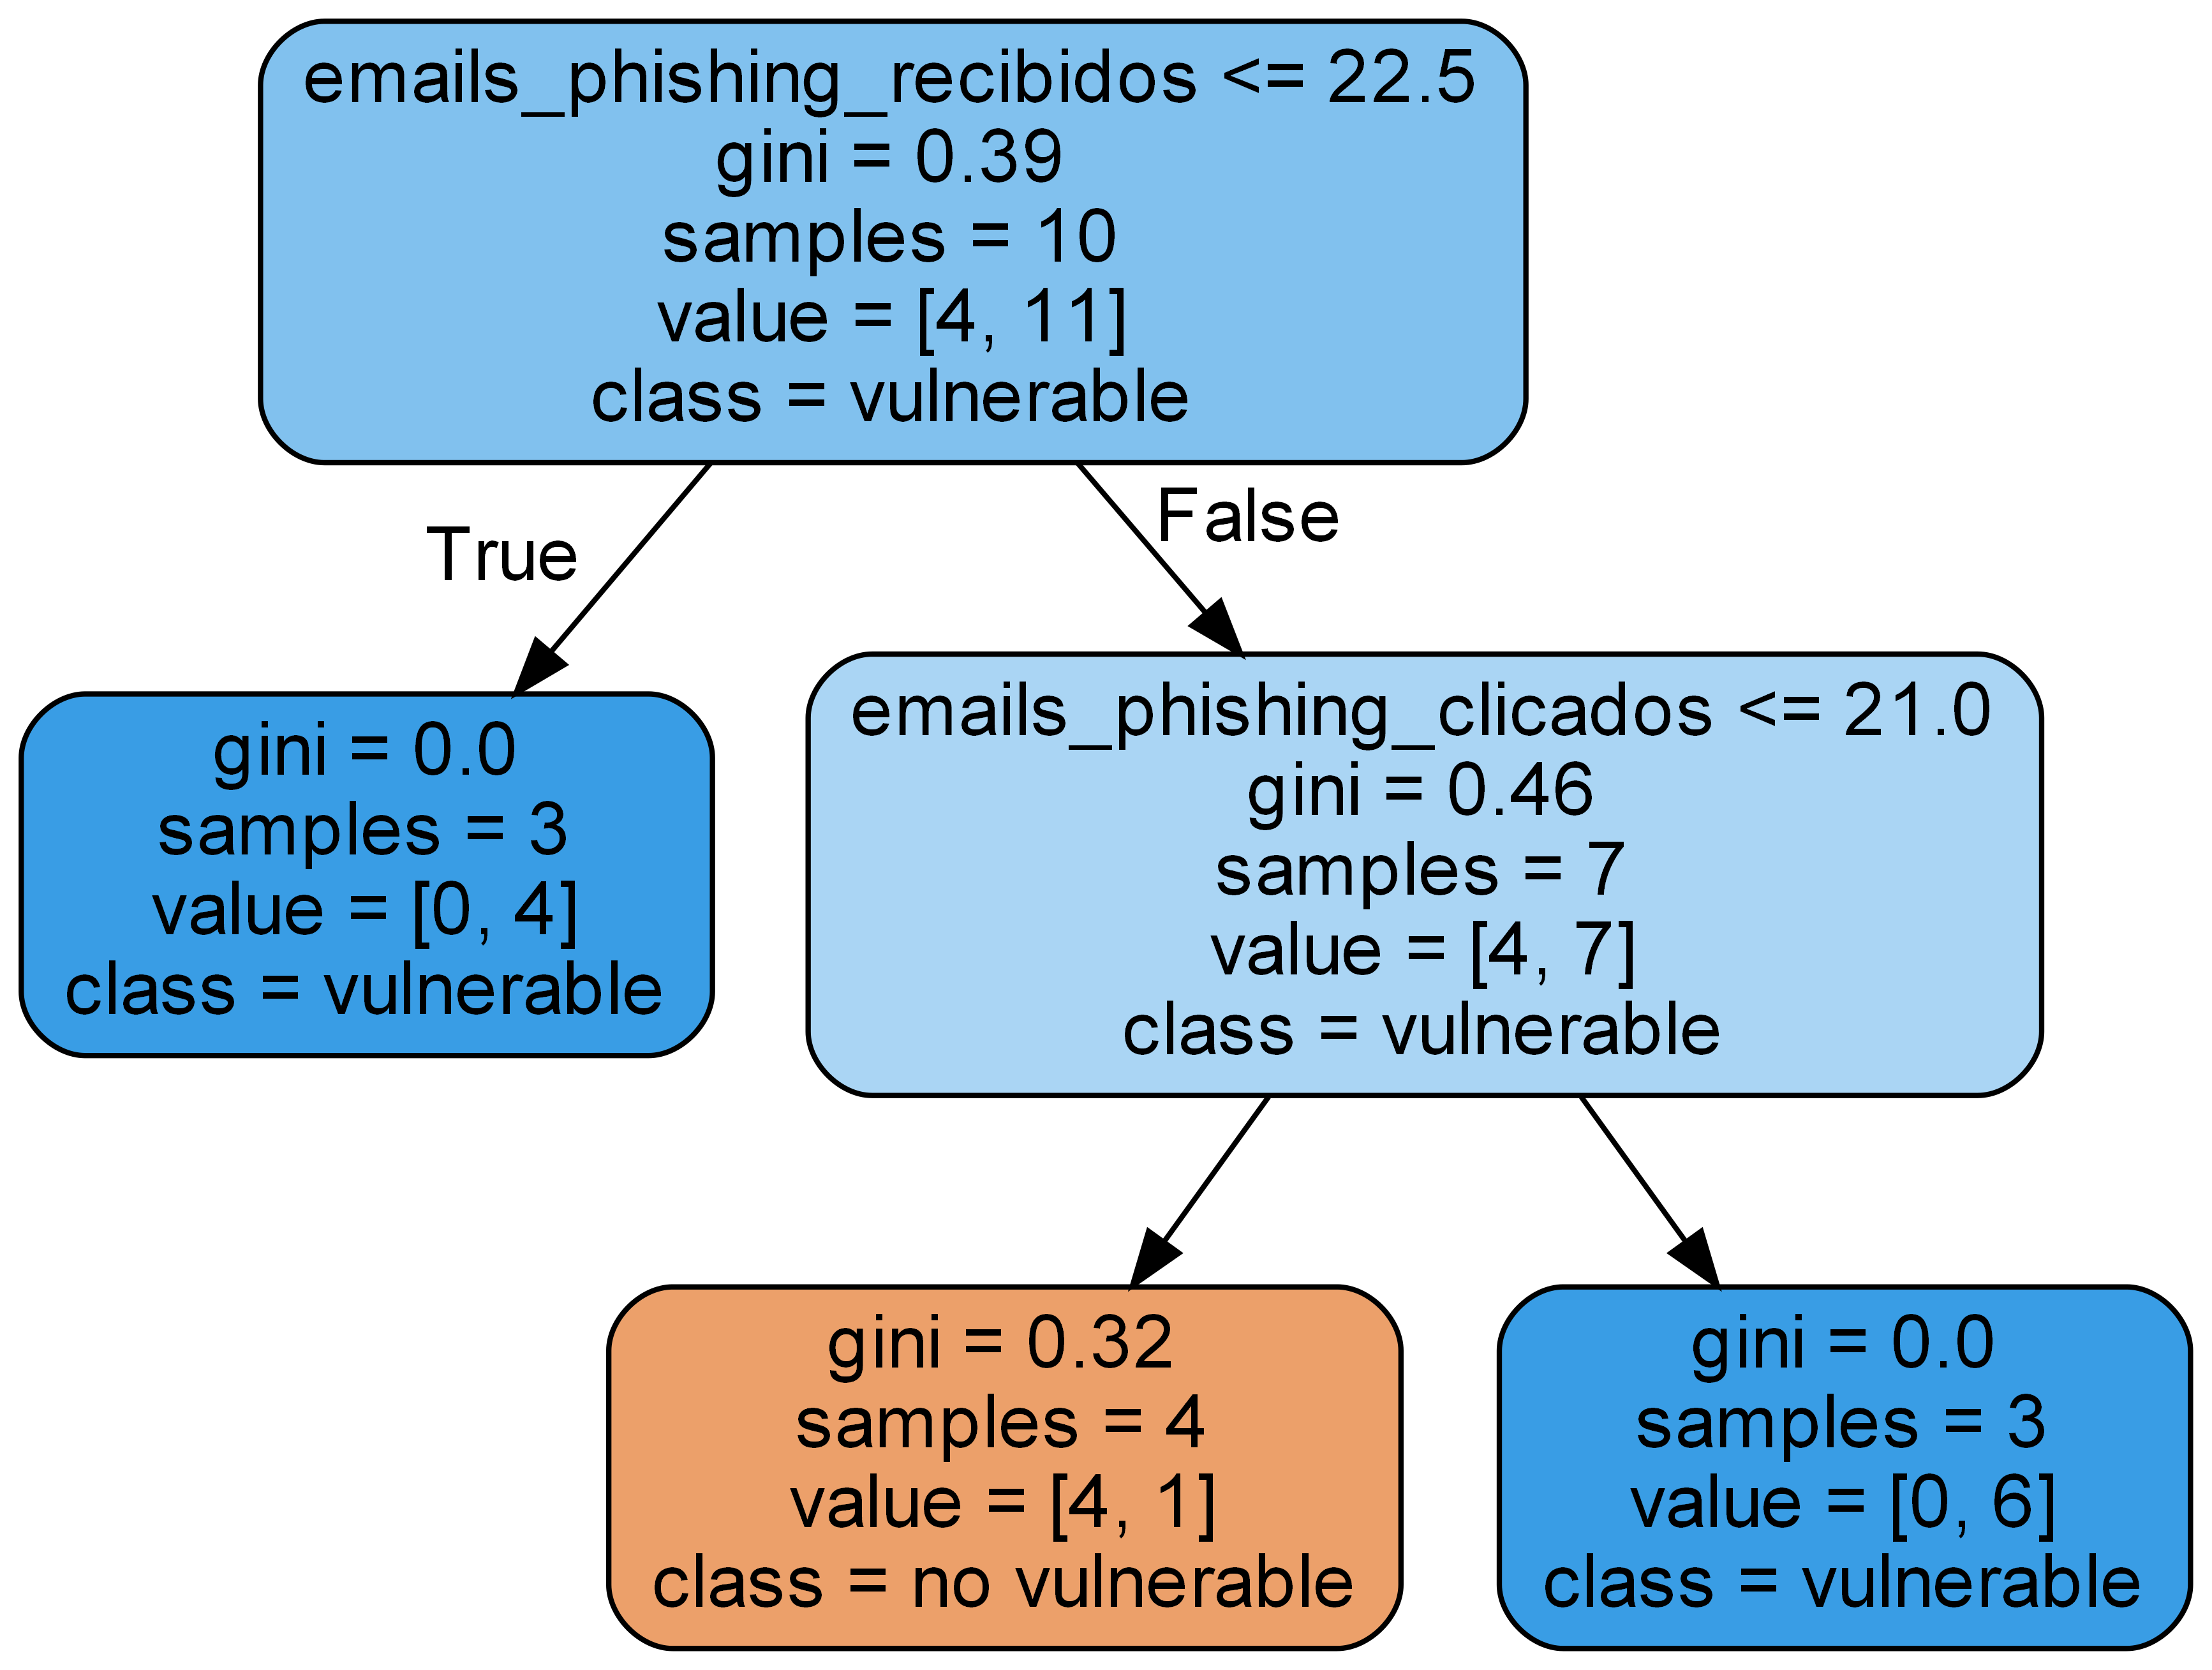 emails_phishing_recibidos <= 22.5
gini = 0.39
samples = 10
value = [4, 11]
class = vulnerable
True
False
gini = 0.0
samples = 3
value = [0, 4]
class = vulnerable
emails_phishing_clicados <= 21.0
gini = 0.46
samples = 7
value = [4, 7]
class = vulnerable
gini = 0.32
samples = 4
value = [4, 1]
class = no vulnerable
gini = 0.0
samples = 3
value = [0, 6]
class = vulnerable